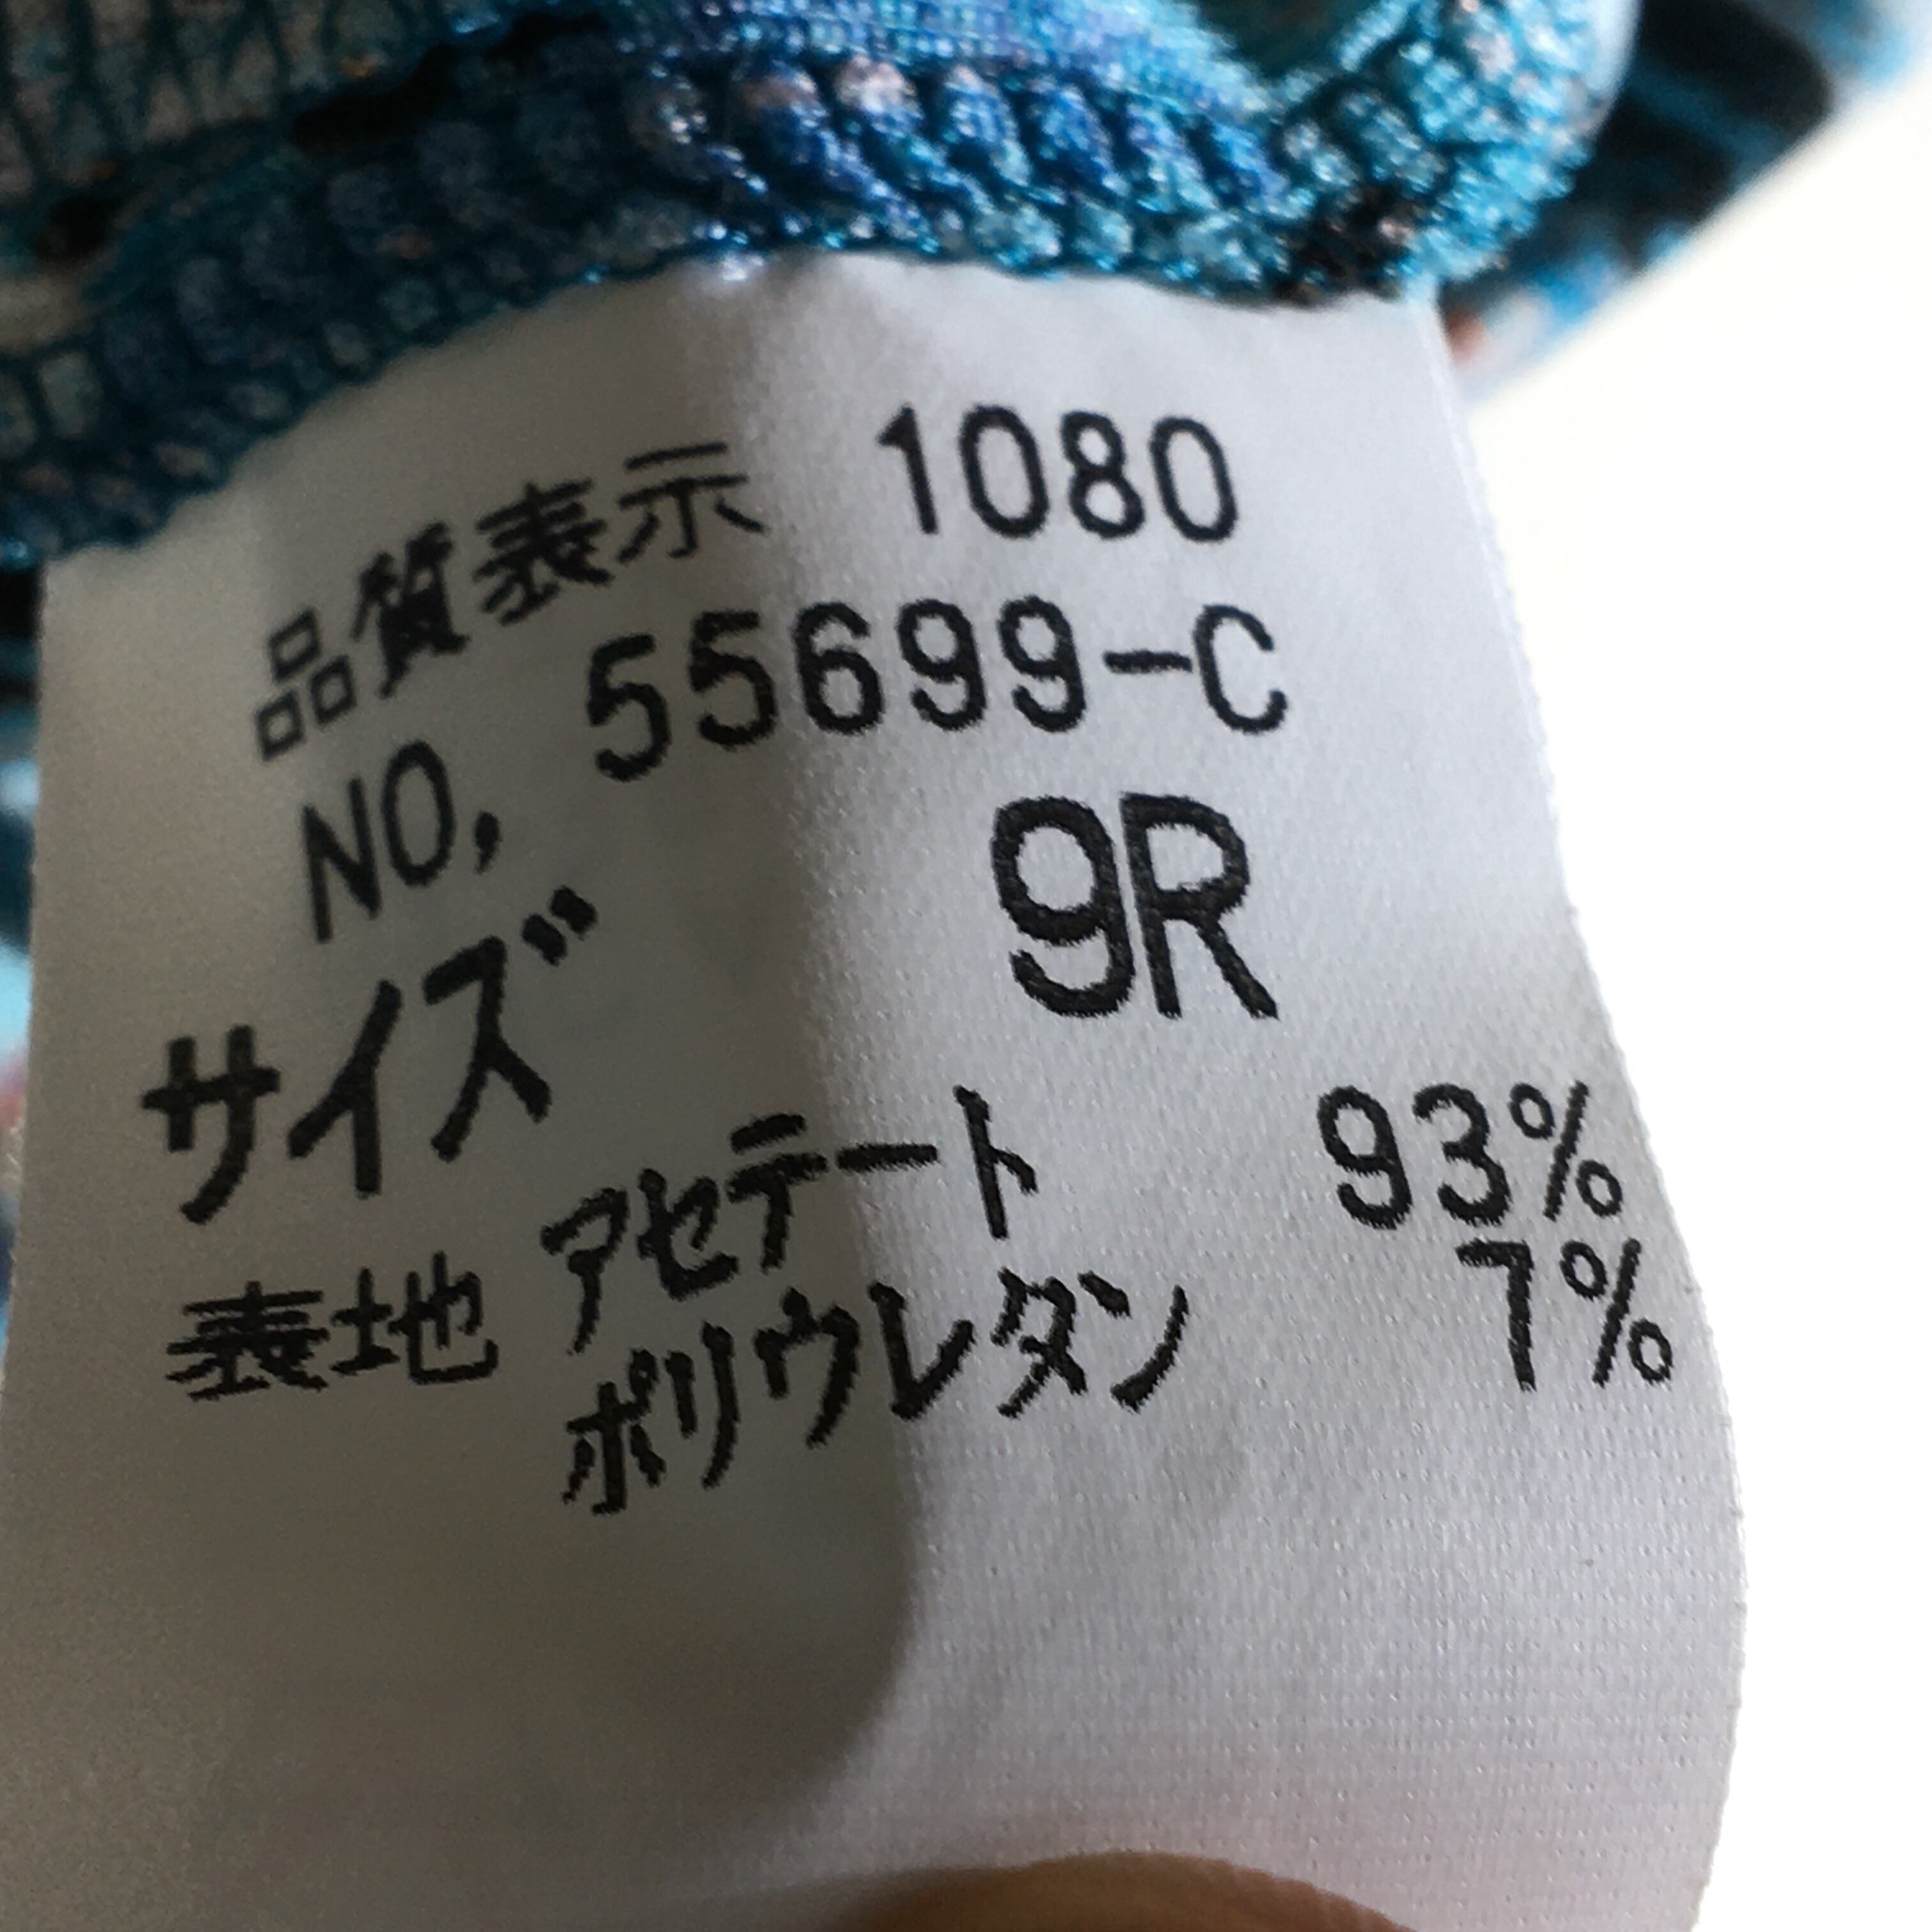 品質表示 1080
NO, 55699-C
サイズ 9R
表地 アセテート 93%
ポリウレタン 7%